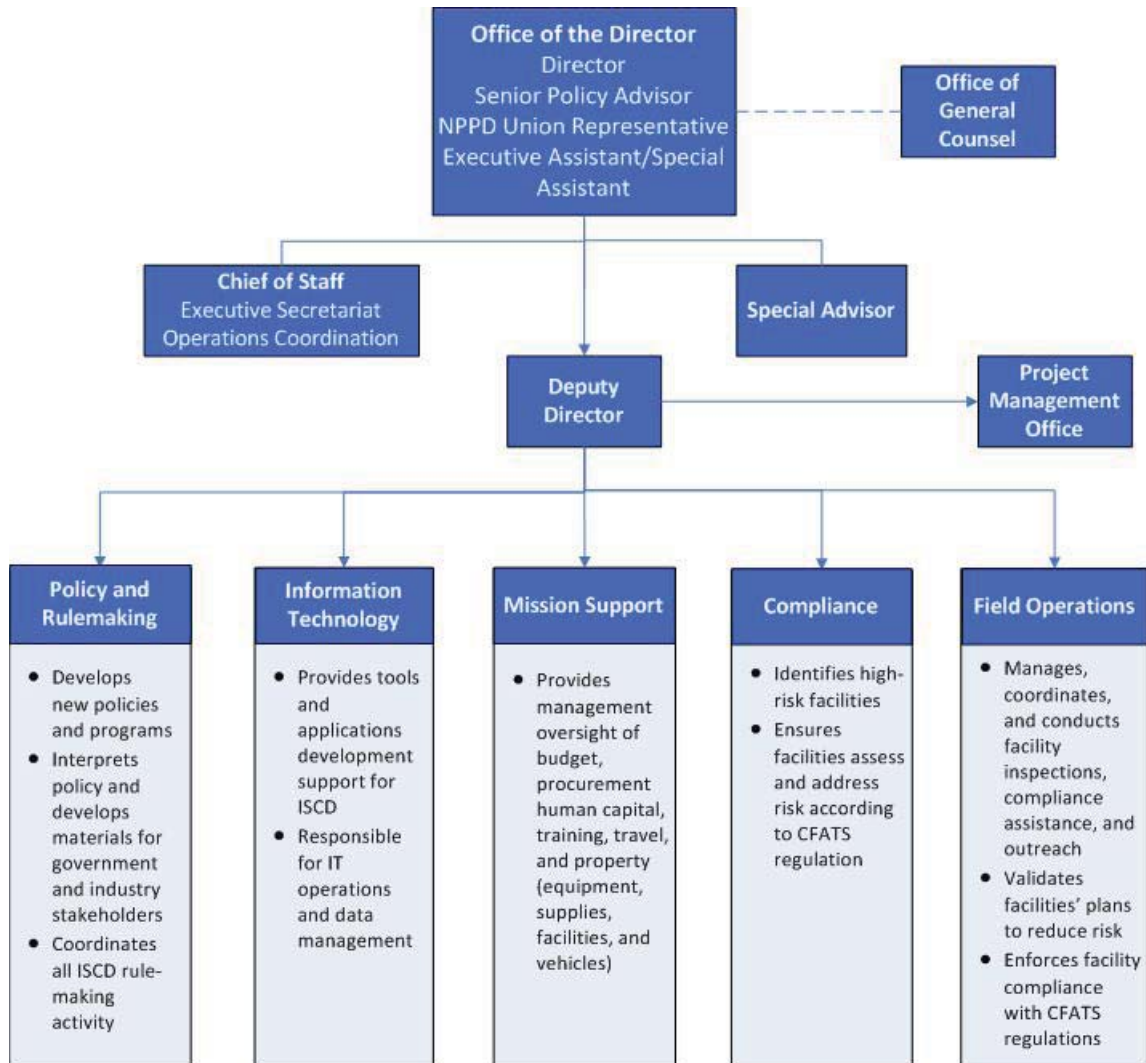 Office of the Director
Director
Senior Policy Advisor
NPPD Union Representative
Executive Assistant/Special
Assistant
Office of
General
Counsel
Chief of Staff
Executive Secretariat
Operations Coordination
Special Advisor
Deputy
Director
Project
Management
Office
Policy and
Rulemaking
• Develops
new policies
and programs
• Interprets
policy and
develops
materials for
government
and industry
stakeholders
• Coordinates
all ISCD rule-
making
activity
Information
Technology
• Provides tools
and
applications
development
support for
ISCD
• Responsible
for IT
operations
and data
management
Mission Support
• Provides
management
oversight of
budget,
procurement
human capital,
training, travel,
and property
(equipment,
supplies,
facilities, and
vehicles)
Compliance
• Identifies high-
risk facilities
• Ensures
facilities assess
and address
risk according
to CFATS
regulation
Field Operations
• Manages,
coordinates,
and conducts
facility
inspections,
compliance
assistance, and
outreach
• Validates
facilities’ plans
to reduce risk
• Enforces facility
compliance
with CFATS
regulations